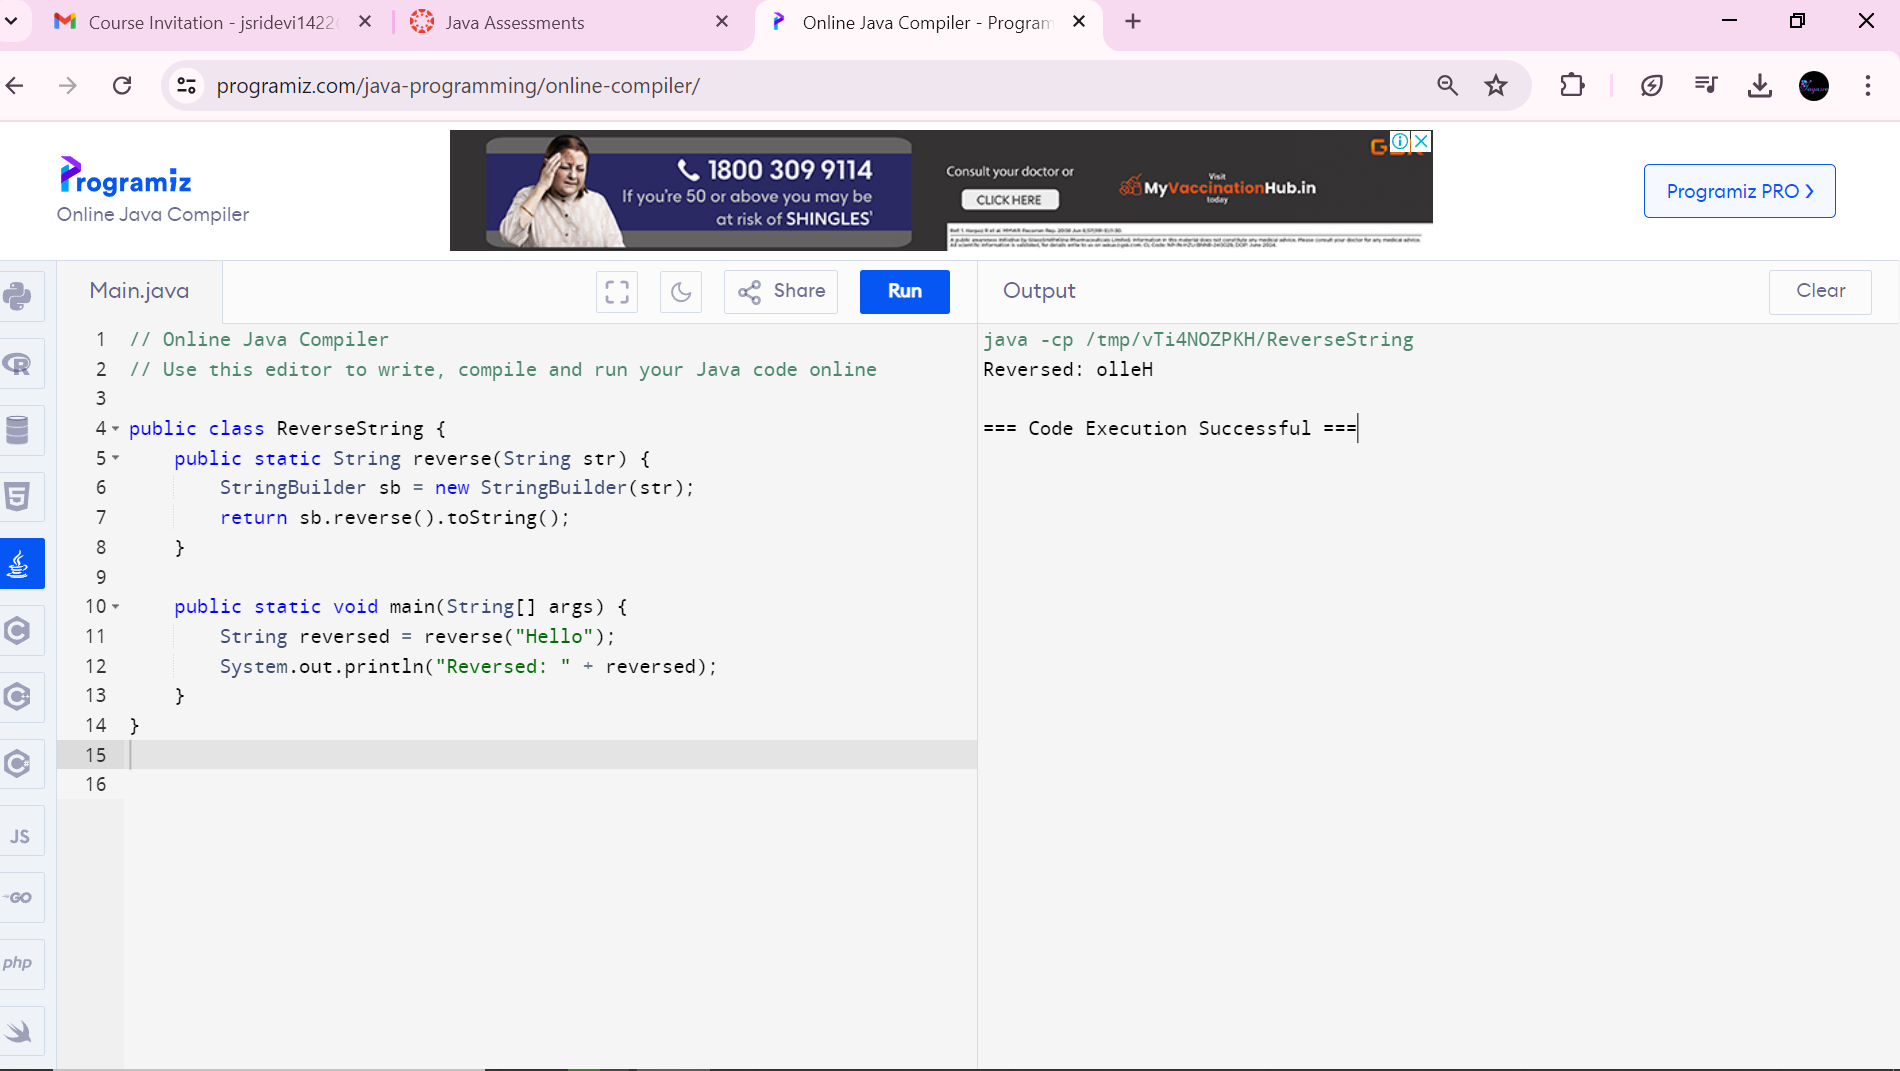 Course Invitation - jsridevi1422
Java Assessments
Online Java Compiler - Program
programiz.com/java-programming/online-compiler/
Programiz
Online Java Compiler
1800 309 9114
If you're 50 or above you may be
at risk of SHINGLES¹
Consult your doctor or
CLICK HERE
Visit
MyVaccinationHub.in
today
Programiz PRO >
Main.java
Share
Run
Output
Clear
1 // Online Java Compiler
2 // Use this editor to write, compile and run your Java code online
3
4 public class ReverseString {
5 public static String reverse(String str) {
6 StringBuilder sb = new StringBuilder(str);
7 return sb.reverse().toString();
8 }
9
10 public static void main(String[] args) {
11 String reversed = reverse("Hello");
12 System.out.println("Reversed: " + reversed);
13 }
14 }
15
16
java -cp /tmp/vTi4NOZPKH/ReverseString
Reversed: olleH
=== Code Execution Successful ===
JS
GO
php